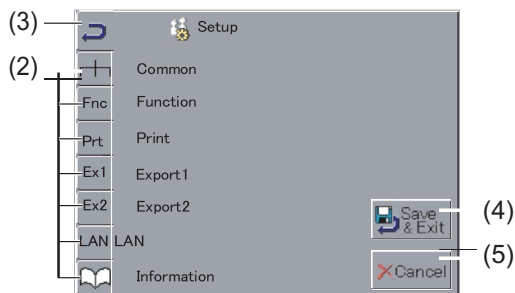 (3) Setup
(2) Common
Fnc Function
Prt Print
Ex1 Export1
Ex2 Export2
Save (4)
& Exit
LAN LAN
(5)
Information Cancel